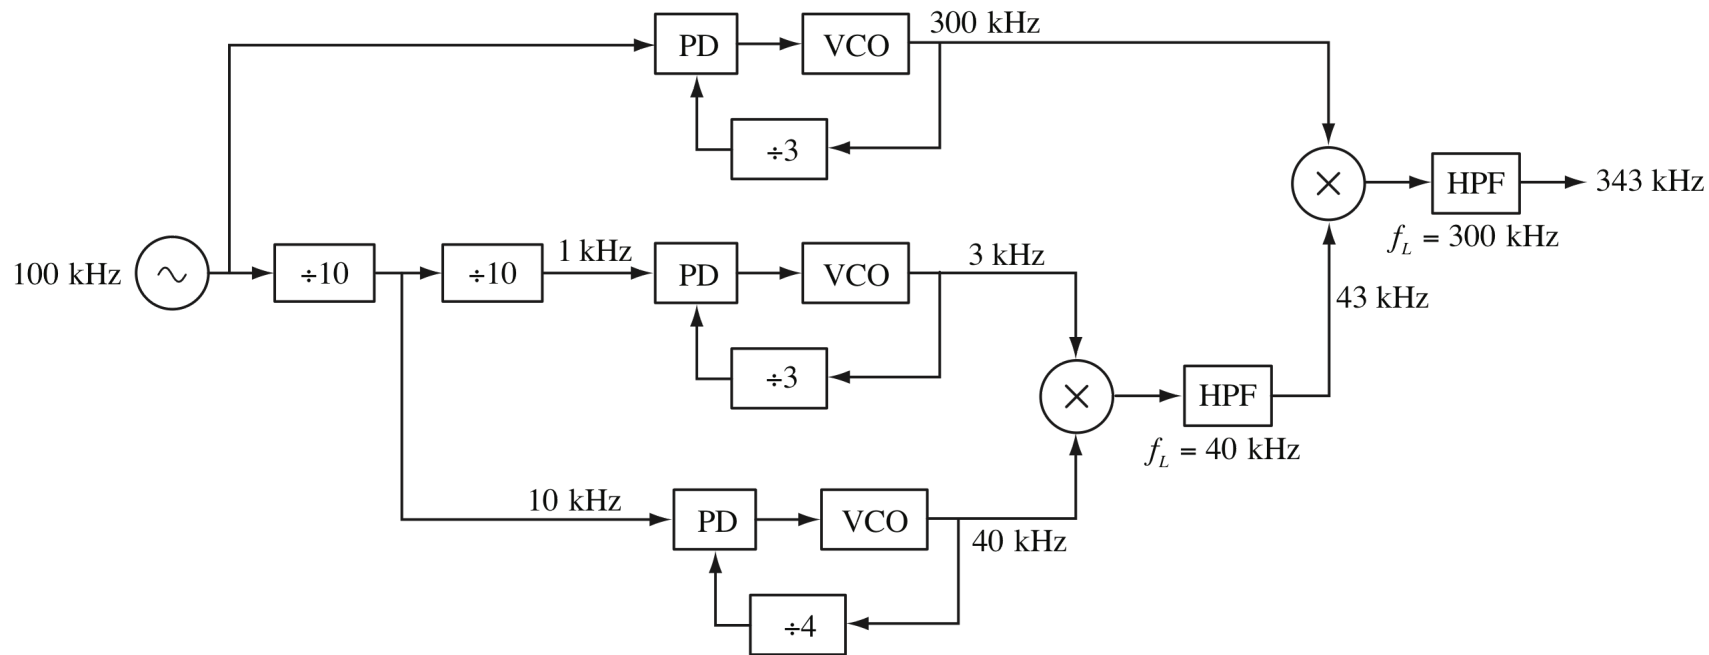 300 kHz
PD
VCO
÷3
HPF
343 kHz
f_L = 300 kHz
100 kHz
÷10
÷10
1 kHz
PD
VCO
3 kHz
43 kHz
÷3
HPF
f_L = 40 kHz
10 kHz
PD
VCO
40 kHz
÷4